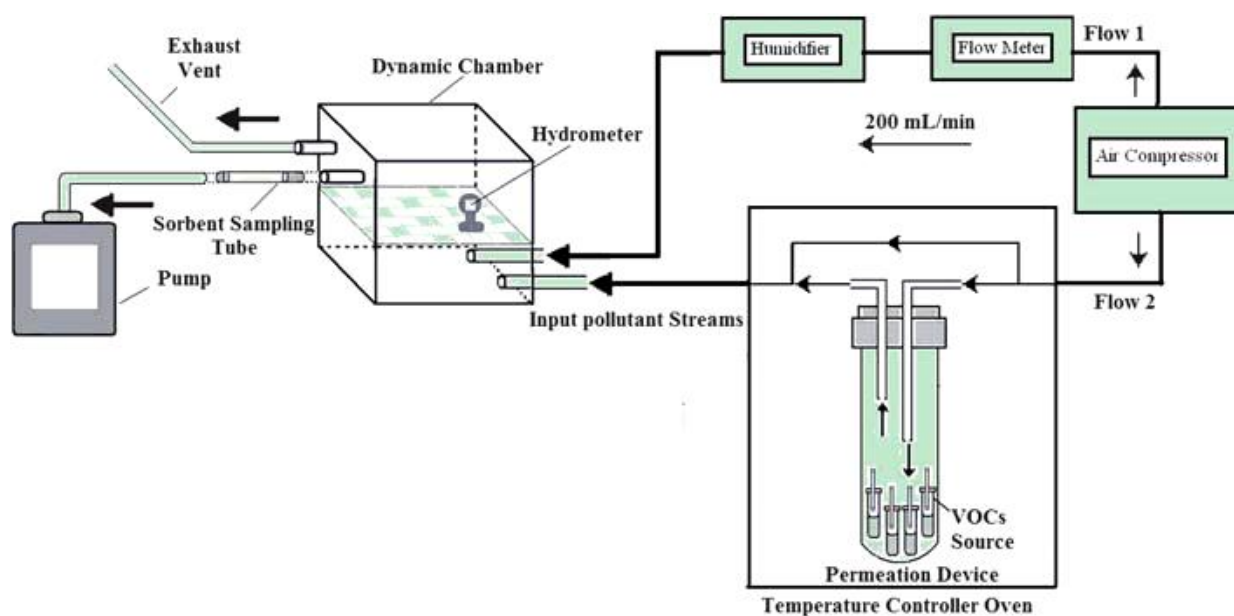 Exhaust
Vent
Dynamic Chamber
Hydrometer
Humidifier
Flow Meter
Flow 1
200 mL/min
Air Compressor
Sorbent Sampling
Tube
Pump
Input pollutant Streams
Flow 2
VOCs
Source
Permeation Device
Temperature Controller Oven